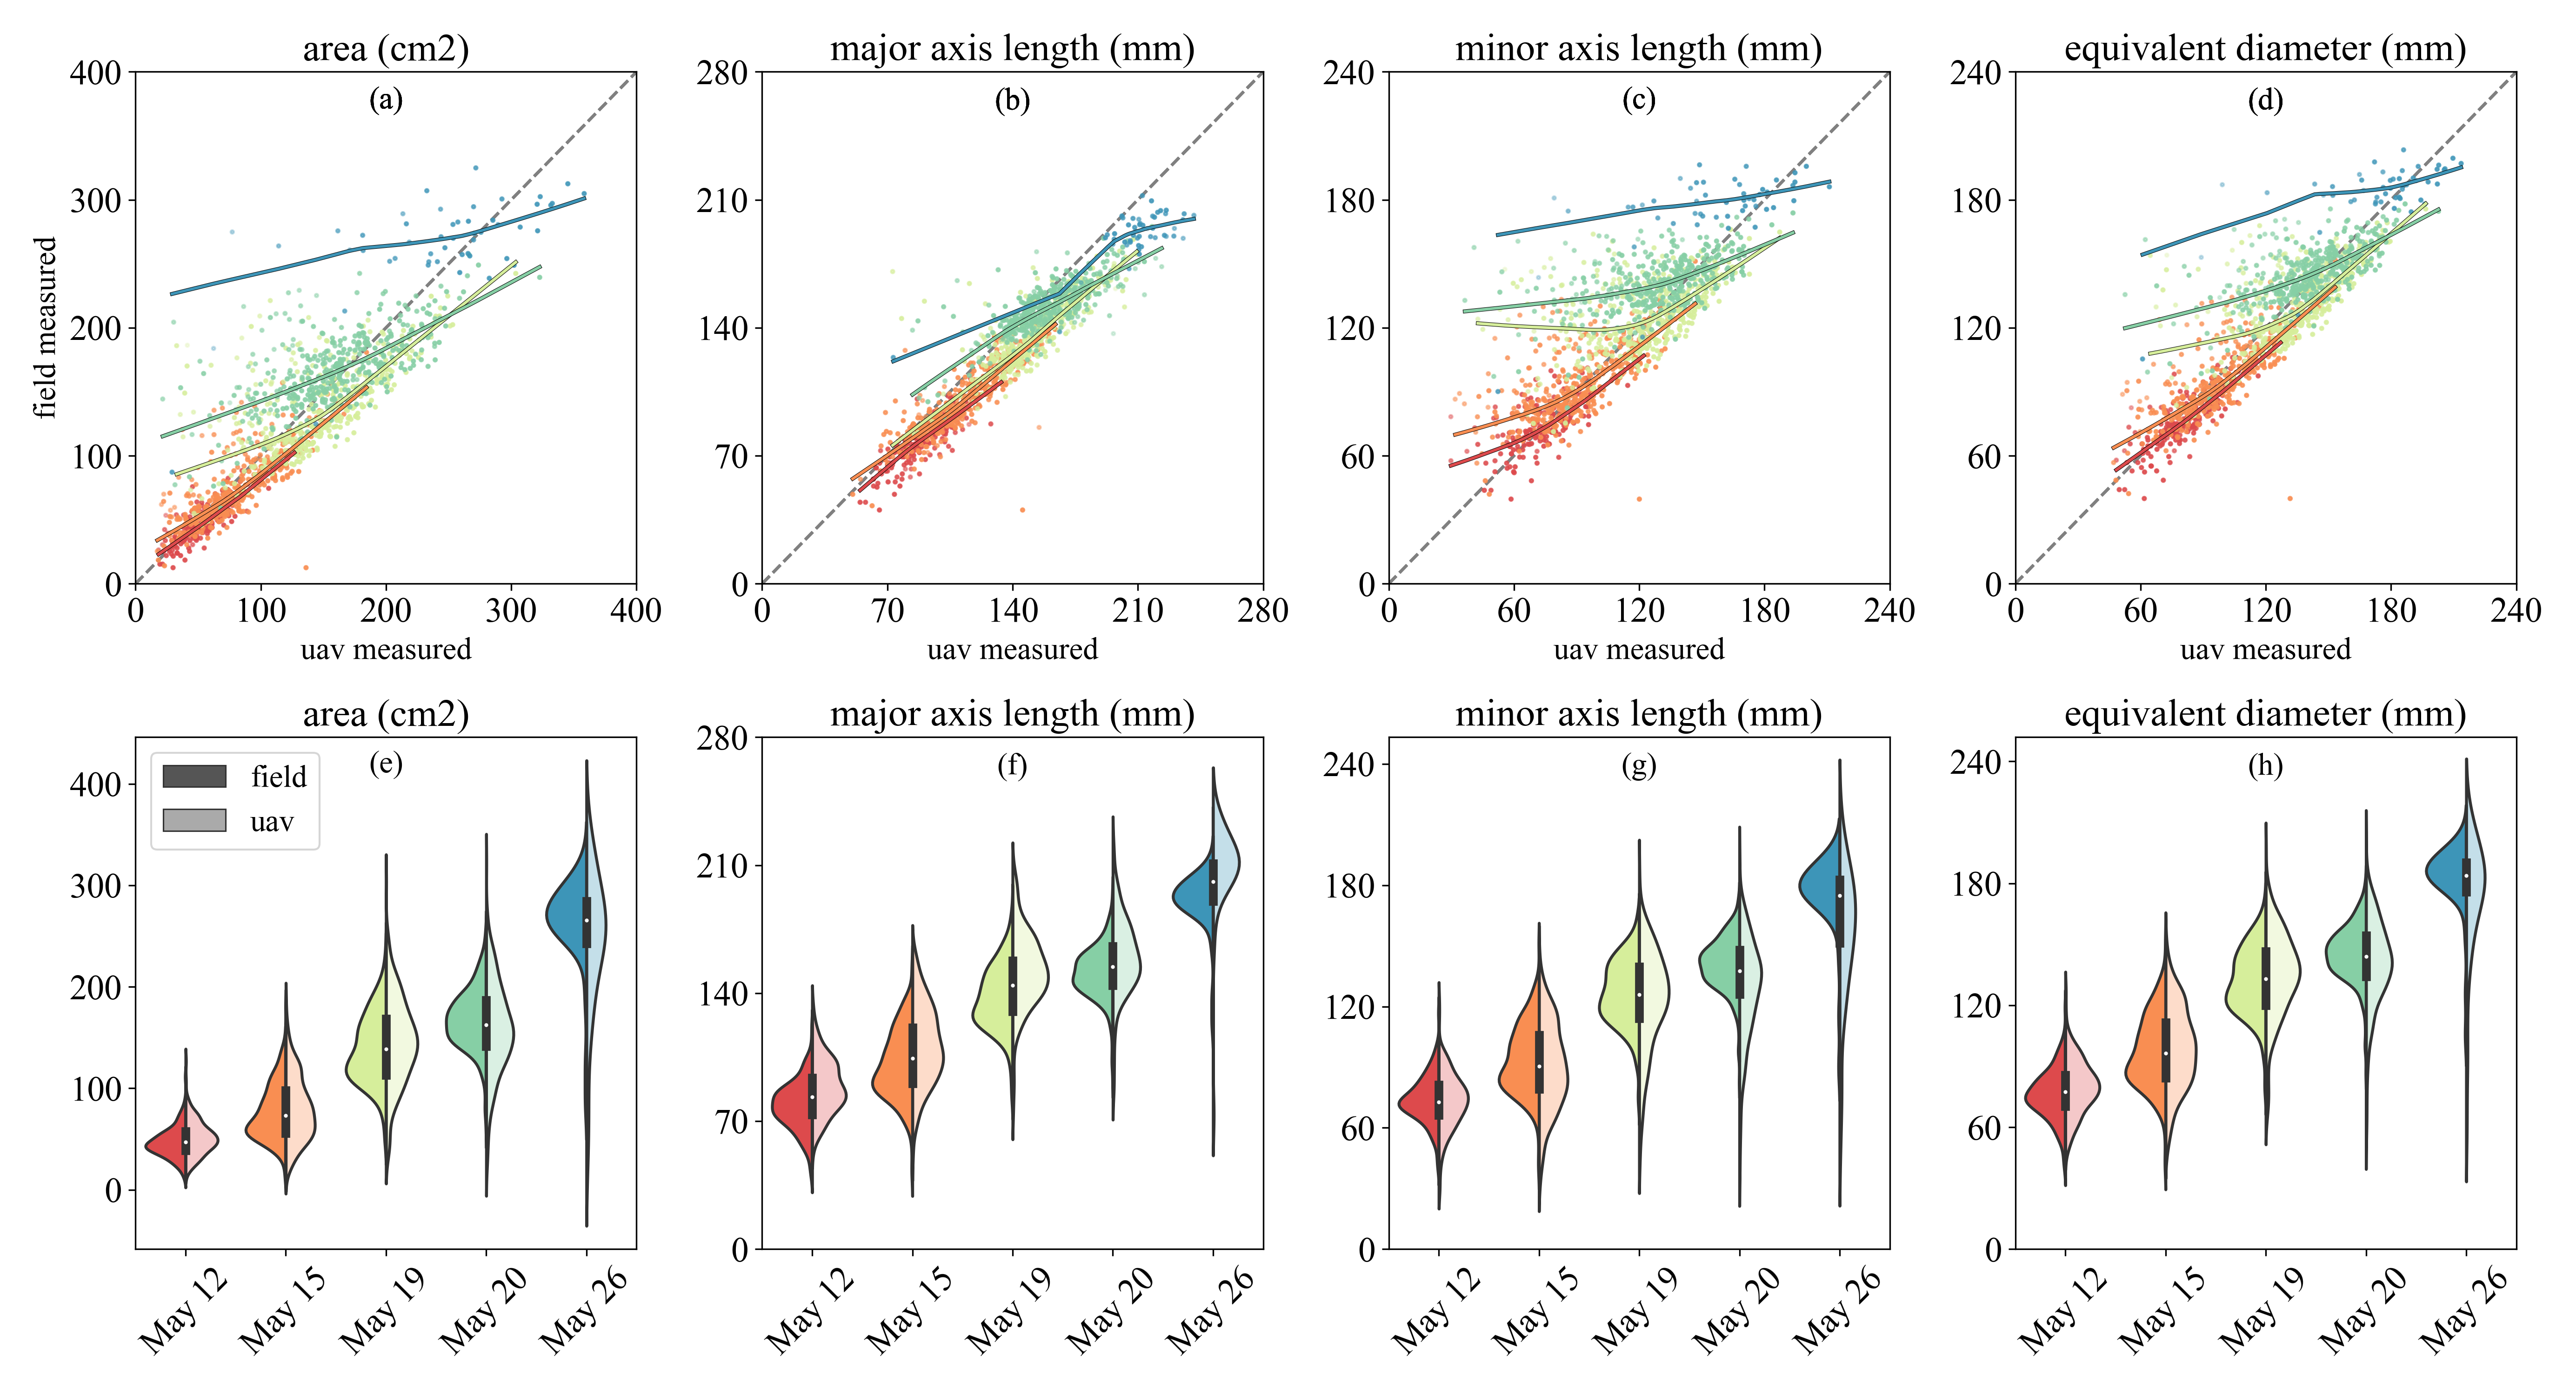 area (cm2)
(a)
400
300
200
100
0
field measured
0 100 200 300 400
uav measured
major axis length (mm)
(b)
280
210
140
70
0
0 70 140 210 280
uav measured
minor axis length (mm)
(c)
240
180
120
60
0
0 60 120 180 240
uav measured
equivalent diameter (mm)
(d)
240
180
120
60
0
0 60 120 180 240
uav measured
area (cm2)
(e)
field
uav
400
300
200
100
0
May 12 May 15 May 19 May 20 May 26
major axis length (mm)
(f)
280
210
140
70
0
May 12 May 15 May 19 May 20 May 26
minor axis length (mm)
(g)
240
180
120
60
0
May 12 May 15 May 19 May 20 May 26
equivalent diameter (mm)
(h)
240
180
120
60
0
May 12 May 15 May 19 May 20 May 26